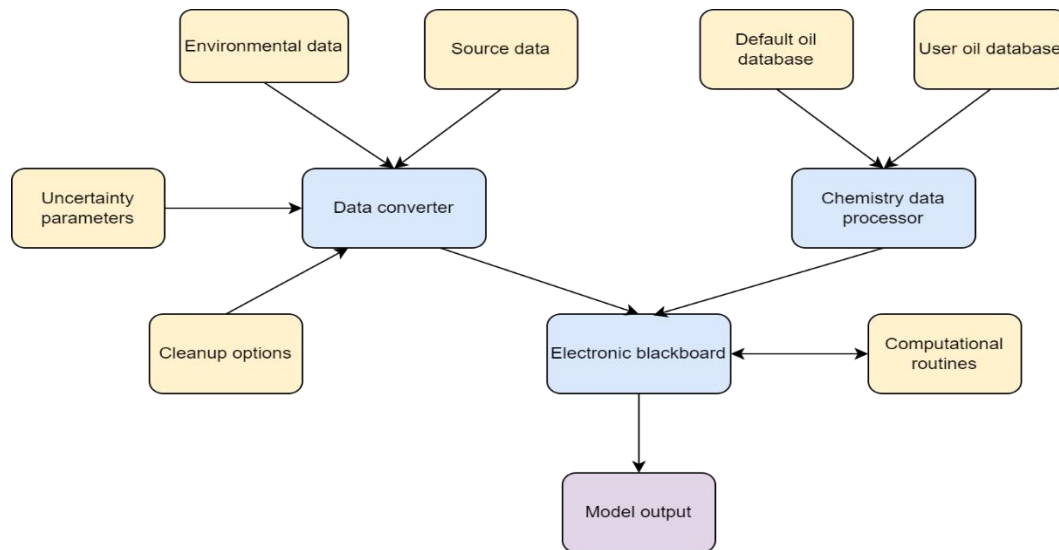 Environmental data
Source data
Default oil
database
User oil database
Uncertainty
parameters
Data converter
Chemistry data
processor
Cleanup options
Electronic blackboard
Computational
routines
Model output